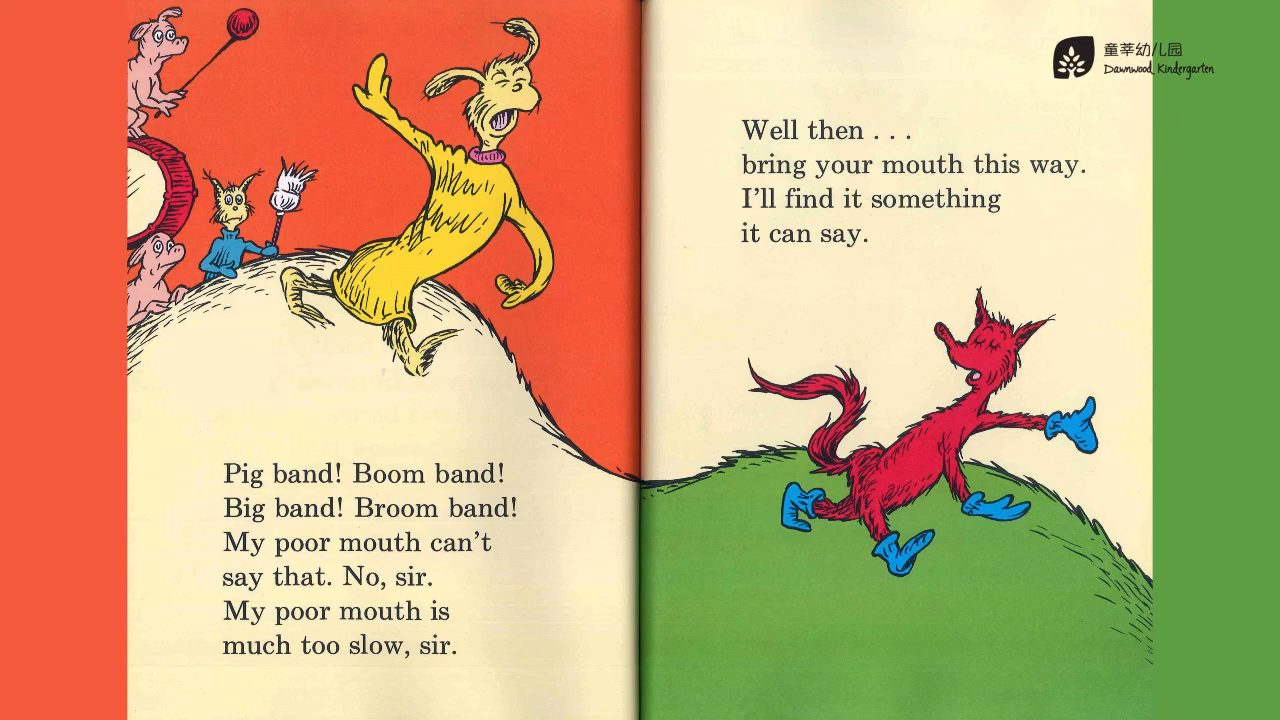 童莘幼儿园
Dawnwood Kindergarten
Well then . . .
bring your mouth this way.
I'll find it something
it can say.
Pig band! Boom band!
Big band! Broom band!
My poor mouth can't
say that. No, sir.
My poor mouth is
much too slow, sir.